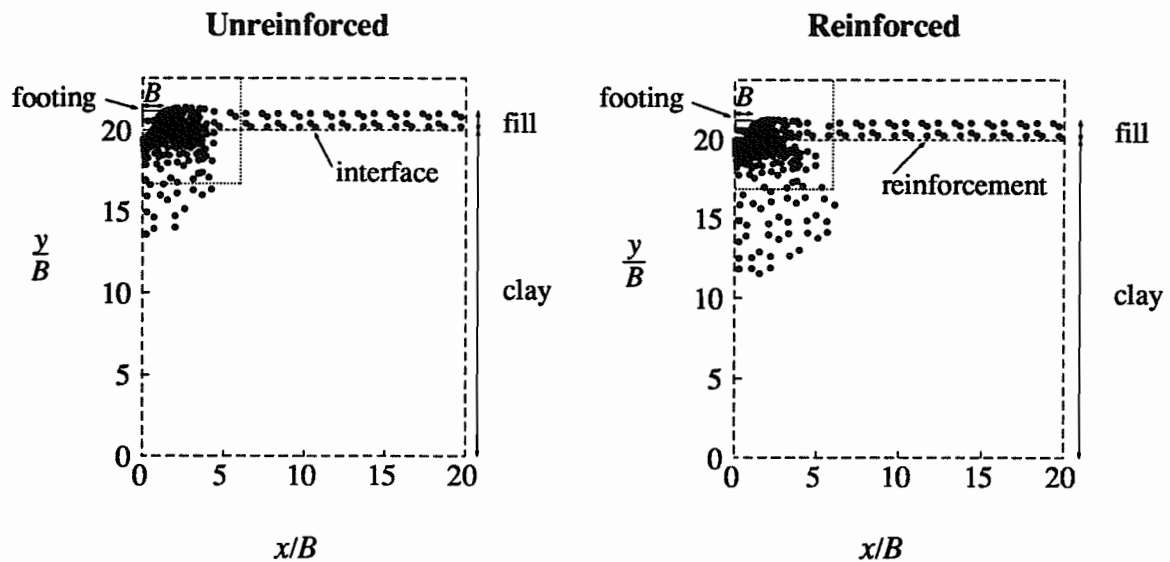 Unreinforced
footing
B
20
15
y
B
10
5
0
0
5
10
15
20
x/B
interface
fill
clay
Reinforced
footing
B
20
15
y
B
10
5
0
0
5
10
15
20
x/B
reinforcement
fill
clay